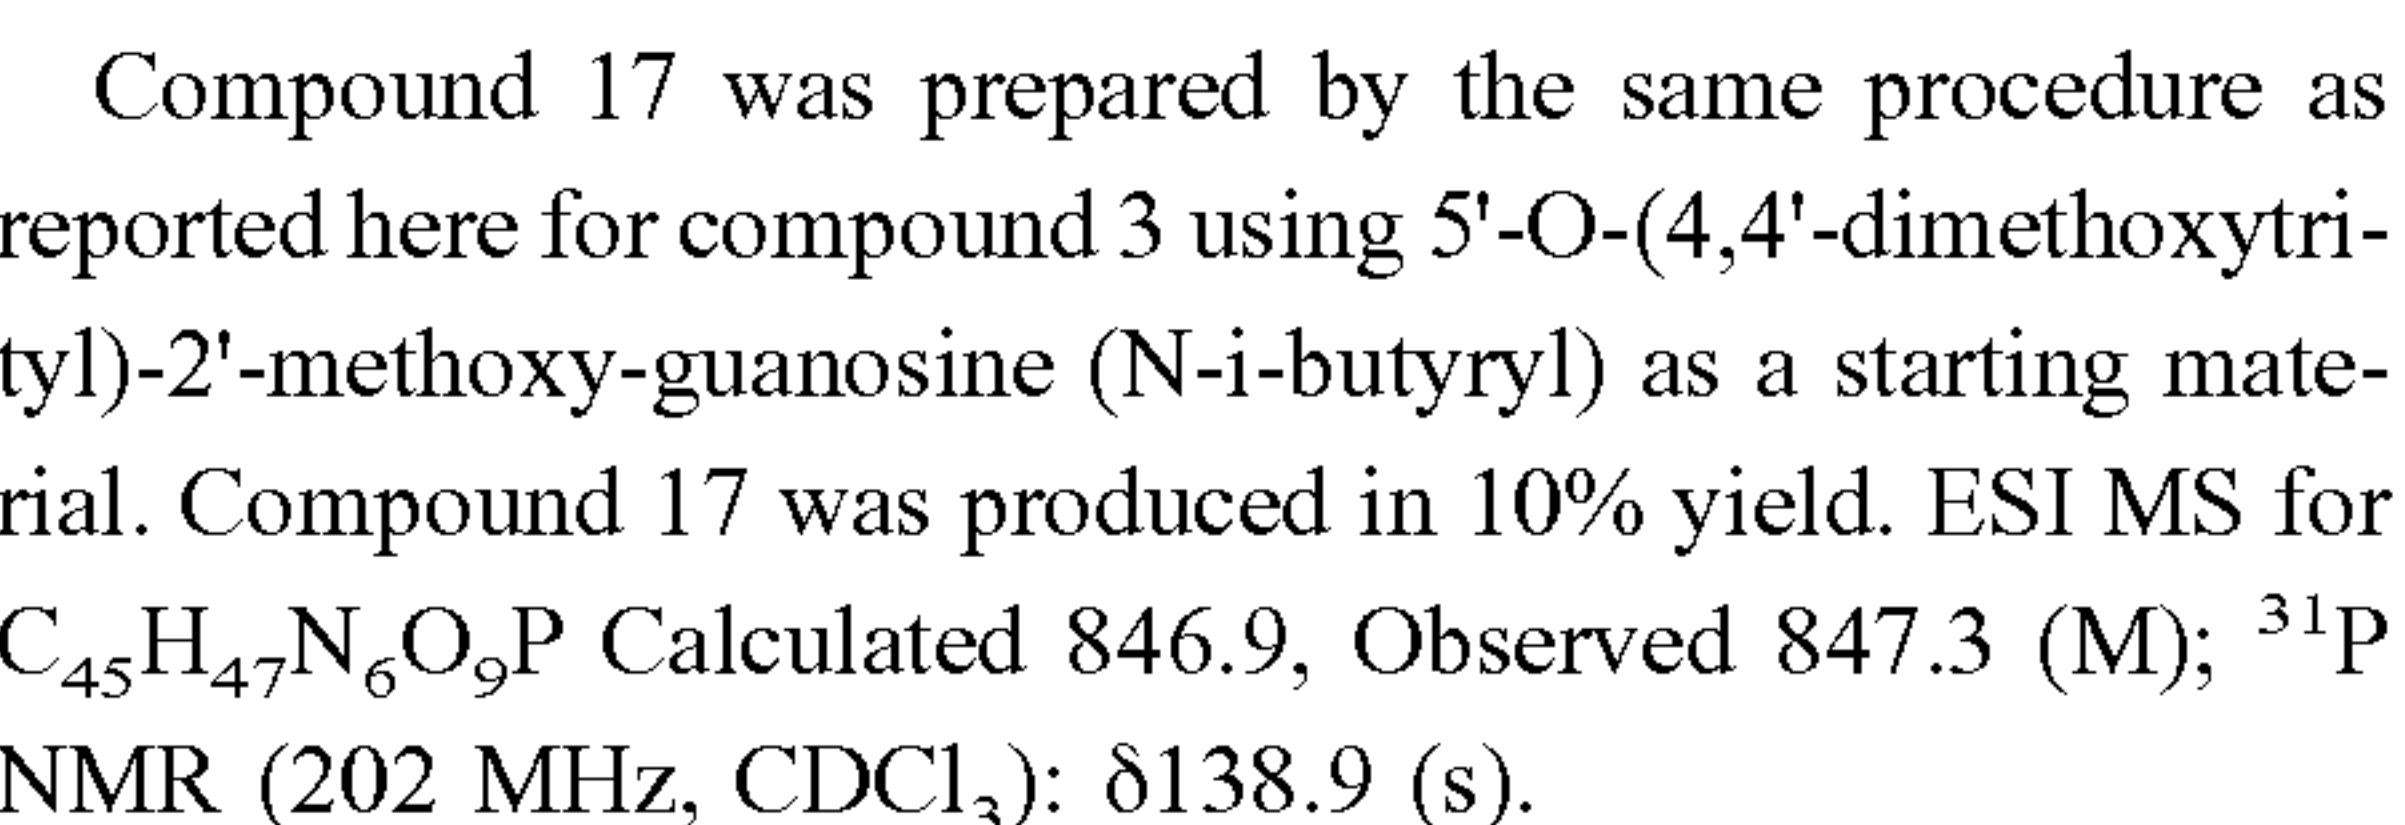 Compound 17 was prepared by the same procedure as
reported here for compound 3 using 5'-O-(4,4'-dimethoxytri-
tyl)-2'-methoxy-guanosine (N-i-butyryl) as a starting mate-
rial. Compound 17 was produced in 10% yield. ESI MS for
C₄₅H₄₇N₆O₉P Calculated 846.9, Observed 847.3 (M); ³¹P
NMR (202 MHz, CDCl₃): δ138.9 (s).